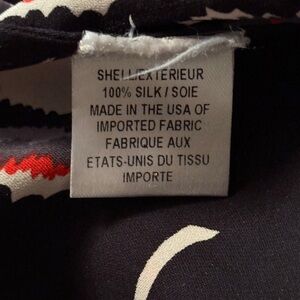 SHELL/EXTERIEUR
100% SILK / SOIE
MADE IN THE USA OF
IMPORTED FABRIC
FABRIQUE AUX
ETATS-UNIS DU TISSU
IMPORTE